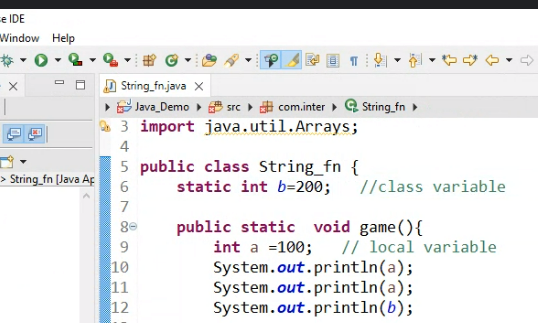 se IDE
Window Help
String_fn.java
Java_Demo src com.inter String_fn
> String_fn [Java Ap
3 import java.util.Arrays;
4
5 public class String_fn {
6 static int b=200; //class variable
7
8 public static void game(){
9 int a =100; // local variable
10 System.out.println(a);
11 System.out.println(a);
12 System.out.println(b);